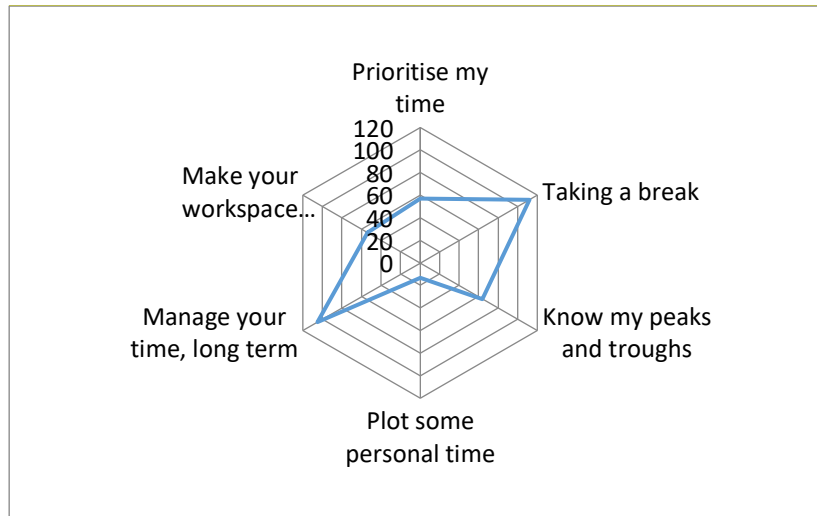 Prioritise my
time
120
100
80
60
40
20
0
Make your
workspace...
Taking a break
Manage your
time, long term
Know my peaks
and troughs
Plot some
personal time